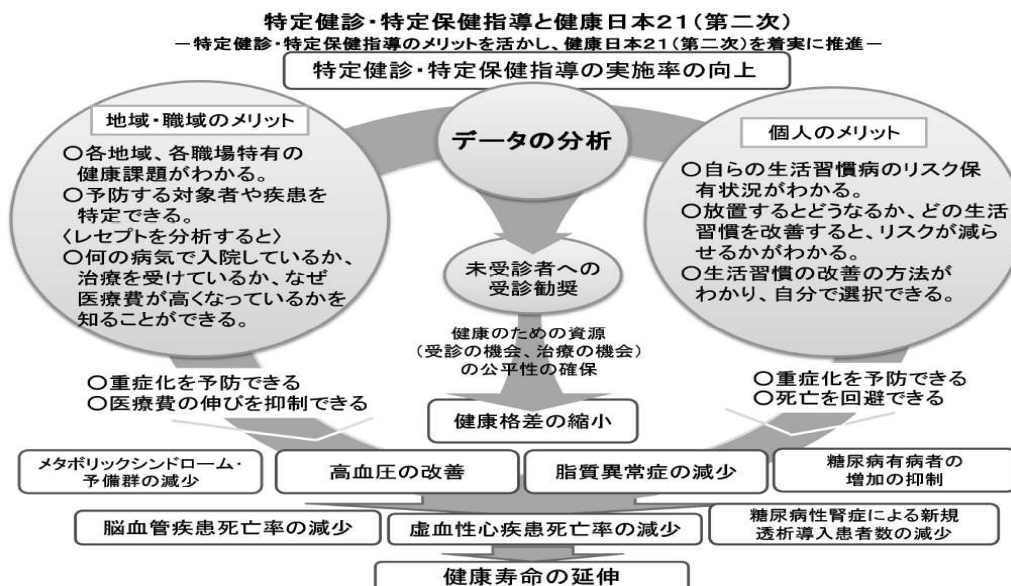 特定健診・特定保健指導と健康日本21(第二次)
－特定健診・特定保健指導のメリットを活かし、健康日本21(第二次)を着実に推進－
特定健診・特定保健指導の実施率の向上
地域・職域のメリット
〇各地域、各職場特有の
健康課題がわかる。
〇予防する対象者や疾患を
特定できる。
〈レセプトを分析すると〉
〇何の病気で入院しているか、
治療を受けているか、なぜ
医療費が高くなっているかを
知ることができる。
〇重症化を予防できる
〇医療費の伸びを抑制できる
データの分析
未受診者への
受診勧奨
健康のための資源
(受診の機会、治療の機会)
の公平性の確保
健康格差の縮小
個人のメリット
〇自らの生活習慣病のリスク保
有状況がわかる。
〇放置するとどうなるか、どの生活
習慣を改善すると、リスクが減ら
せるかがわかる。
〇生活習慣の改善の方法が
わかり、自分で選択できる。
〇重症化を予防できる
〇死亡を回避できる
メタボリックシンドローム・
予備群の減少
高血圧の改善
脂質異常症の減少
糖尿病有病者の
増加の抑制
脳血管疾患死亡率の減少
虚血性心疾患死亡率の減少
糖尿病性腎症による新規
透析導入患者数の減少
健康寿命の延伸